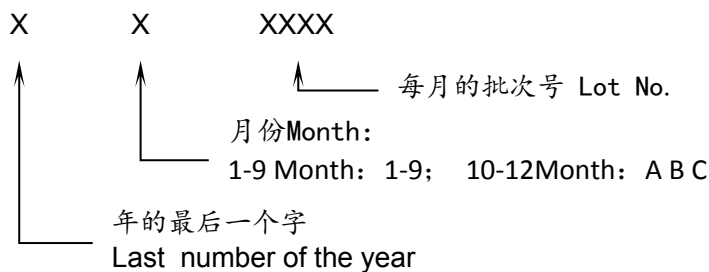 X X XXXX
每月的批次号 Lot No.
月份Month：
1-9 Month：1-9； 10-12Month：A B C
年的最后一个字
Last number of the year